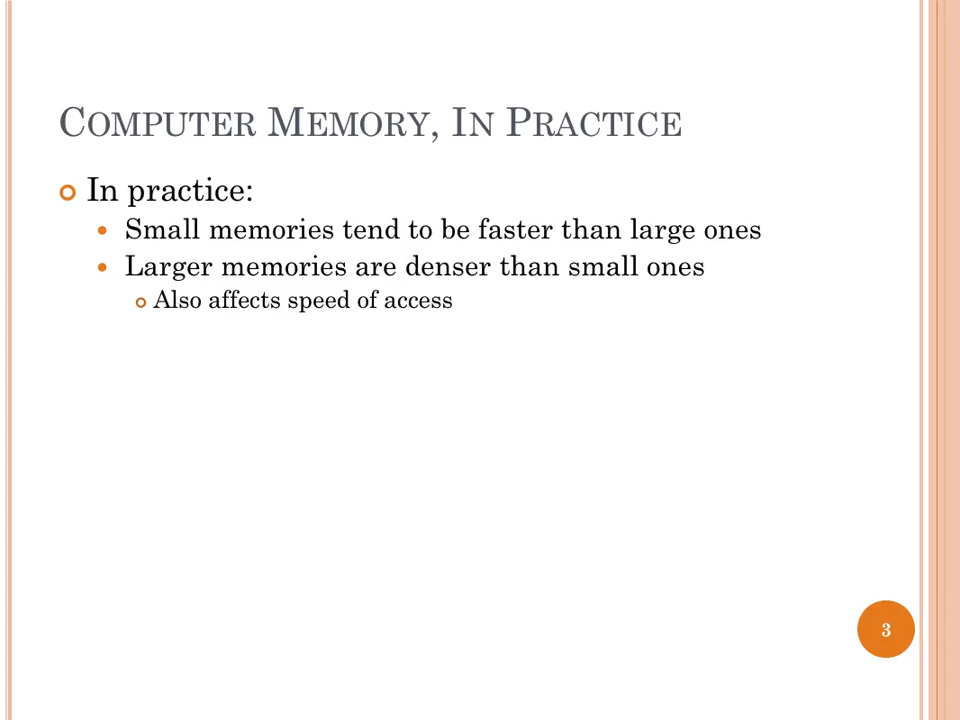 COMPUTER MEMORY, IN PRACTICE
In practice:
Small memories tend to be faster than large ones
Larger memories are denser than small ones
Also affects speed of access
3